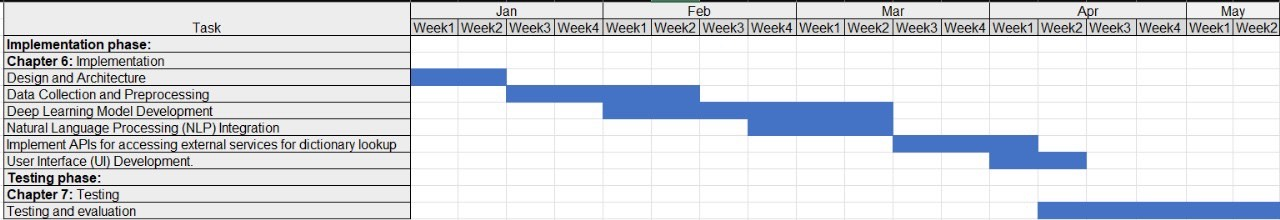 Jan Feb Mar Apr May
Task Week1 Week2 Week3 Week4 Week1 Week2 Week3 Week4 Week1 Week2 Week3 Week4 Week1 Week2 Week3 Week4 Week1 Week2
Implementation phase:
Chapter 6: Implementation
Design and Architecture
Data Collection and Preprocessing
Deep Learning Model Development
Natural Language Processing (NLP) Integration
Implement APIs for accessing external services for dictionary lookup
User Interface (UI) Development.
Testing phase:
Chapter 7: Testing
Testing and evaluation